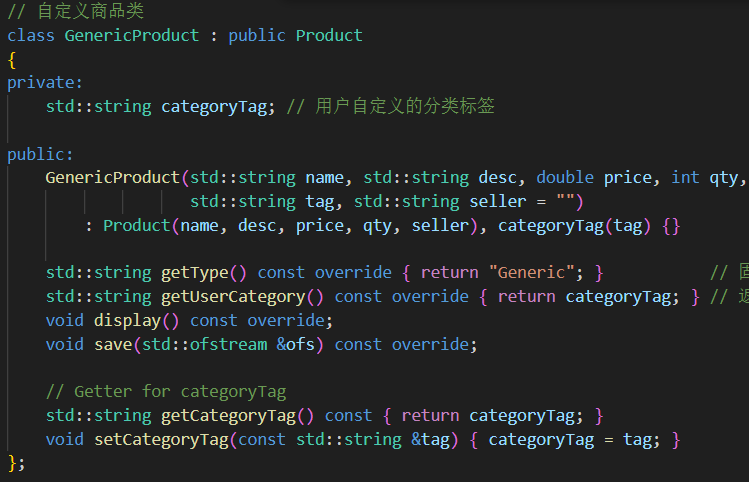 // 自定义商品类
class GenericProduct : public Product
{
private:
    std::string categoryTag; // 用户自定义的分类标签

public:
    GenericProduct(std::string name, std::string desc, double price, int qty,
                   std::string tag, std::string seller = "")
        : Product(name, desc, price, qty, seller), categoryTag(tag) {}

    std::string getType() const override { return "Generic"; }           // 固
    std::string getUserCategory() const override { return categoryTag; } // 返
    void display() const override;
    void save(std::ofstream &ofs) const override;

    // Getter for categoryTag
    std::string getCategoryTag() const { return categoryTag; }
    void setCategoryTag(const std::string &tag) { categoryTag = tag; }
};